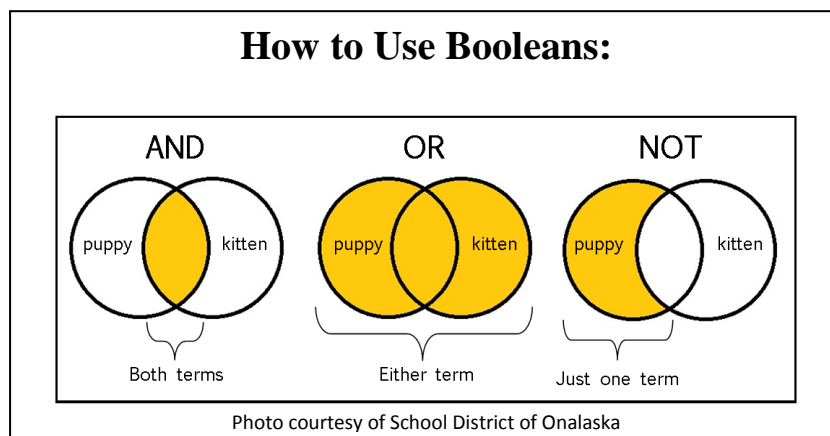 How to Use Booleans:
AND OR NOT
puppy kitten puppy kitten puppy kitten
Both terms Either term Just one term
Photo courtesy of School District of Onalaska